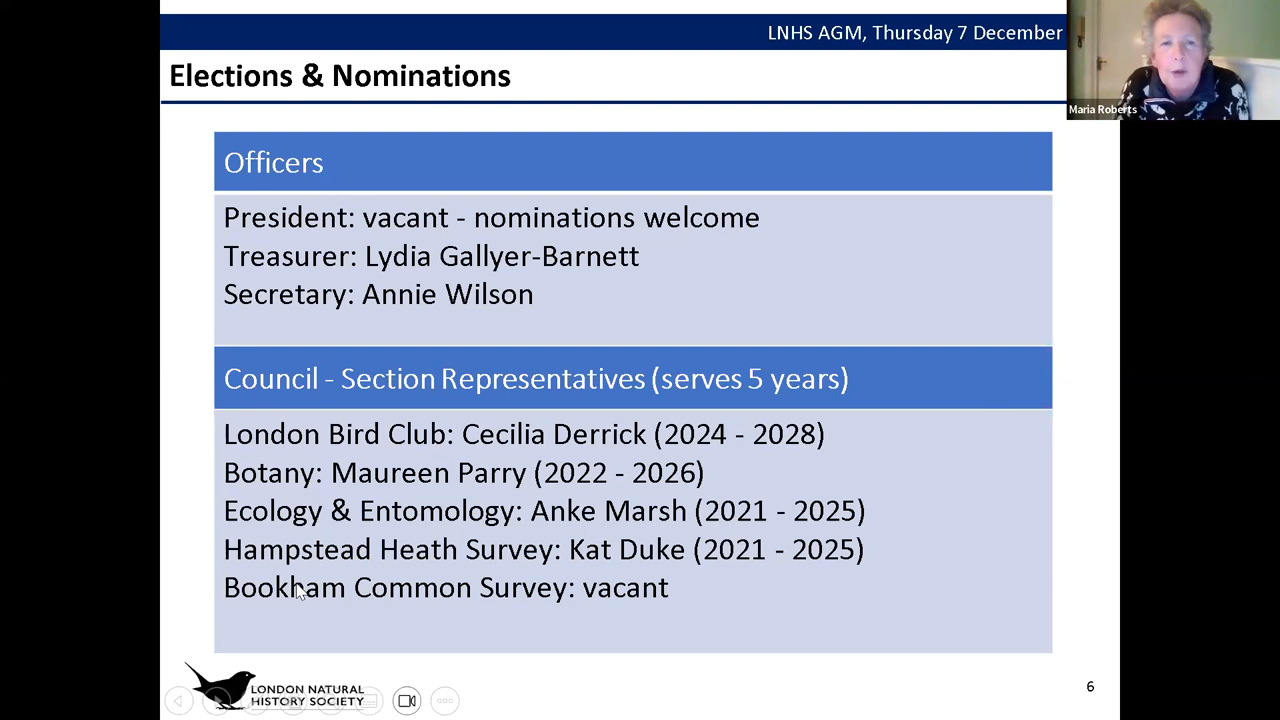 LNHS AGM, Thursday 7 December
Maria Roberts
Elections & Nominations
Officers
President: vacant - nominations welcome
Treasurer: Lydia Gallyer-Barnett
Secretary: Annie Wilson
Council - Section Representatives (serves 5 years)
London Bird Club: Cecilia Derrick (2024 - 2028)
Botany: Maureen Parry (2022 - 2026)
Ecology & Entomology: Anke Marsh (2021 - 2025)
Hampstead Heath Survey: Kat Duke (2021 - 2025)
Bookham Common Survey: vacant
LONDON NATURAL
HISTORY SOCIETY
6